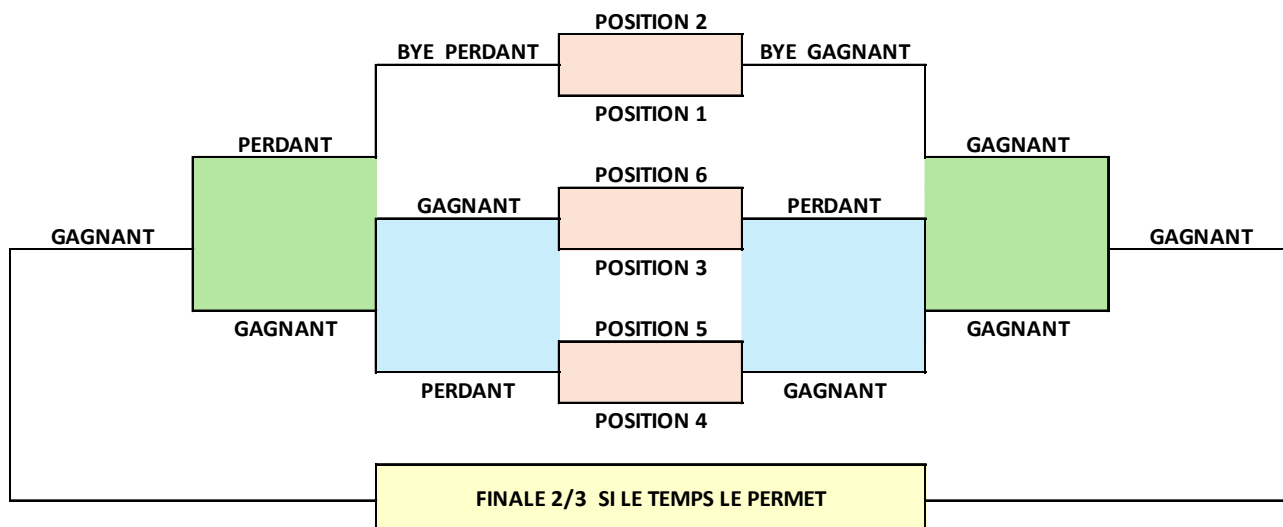 POSITION 2
BYE PERDANT
BYE GAGNANT
POSITION 1
PERDANT
GAGNANT
POSITION 6
GAGNANT
PERDANT
GAGNANT
GAGNANT
POSITION 3
GAGNANT
POSITION 5
GAGNANT
PERDANT
GAGNANT
POSITION 4
FINALE 2/3 SI LE TEMPS LE PERMET